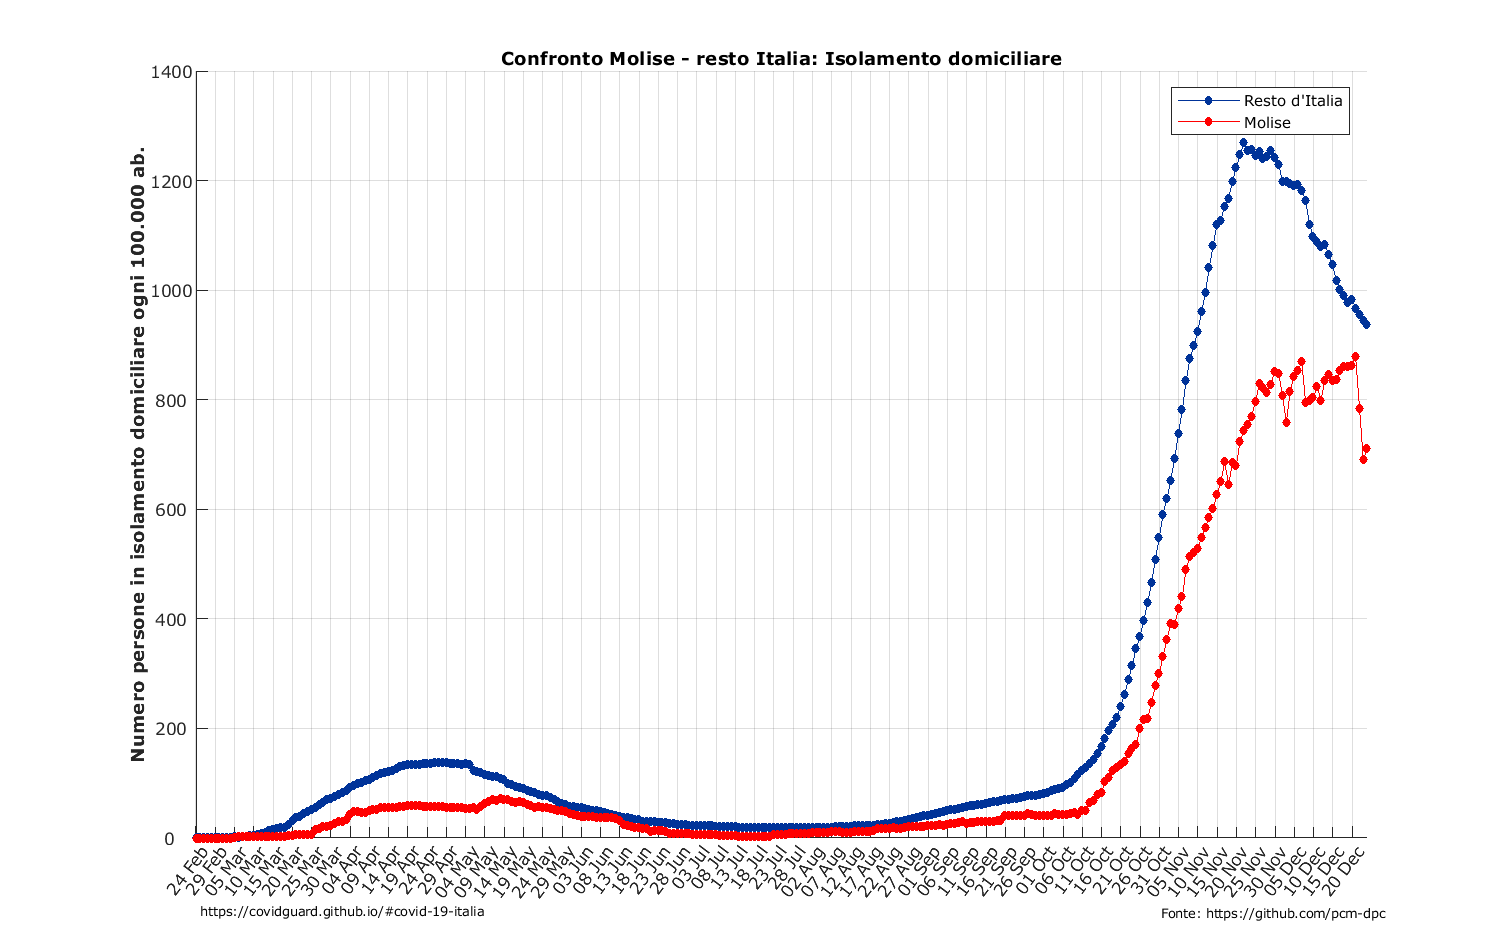 Confronto Molise - resto Italia: Isolamento domiciliare
Numero persone in isolamento domiciliare ogni 100.000 ab.
1400
1200
1000
800
600
400
200
0
Resto d'Italia
Molise
24 Feb
29 Feb
05 Mar
10 Mar
15 Mar
20 Mar
25 Mar
30 Mar
04 Apr
09 Apr
14 Apr
19 Apr
24 Apr
29 Apr
04 May
09 May
14 May
19 May
24 May
29 May
03 Jun
08 Jun
13 Jun
18 Jun
23 Jun
28 Jun
03 Jul
08 Jul
13 Jul
18 Jul
23 Jul
28 Jul
02 Aug
07 Aug
12 Aug
17 Aug
22 Aug
27 Aug
01 Sep
06 Sep
11 Sep
16 Sep
21 Sep
26 Sep
01 Oct
06 Oct
11 Oct
16 Oct
21 Oct
26 Oct
31 Oct
05 Nov
10 Nov
15 Nov
20 Nov
25 Nov
30 Nov
05 Dec
10 Dec
15 Dec
20 Dec
https://covidguard.github.io/#covid-19-italia
Fonte: https://github.com/pcm-dpc